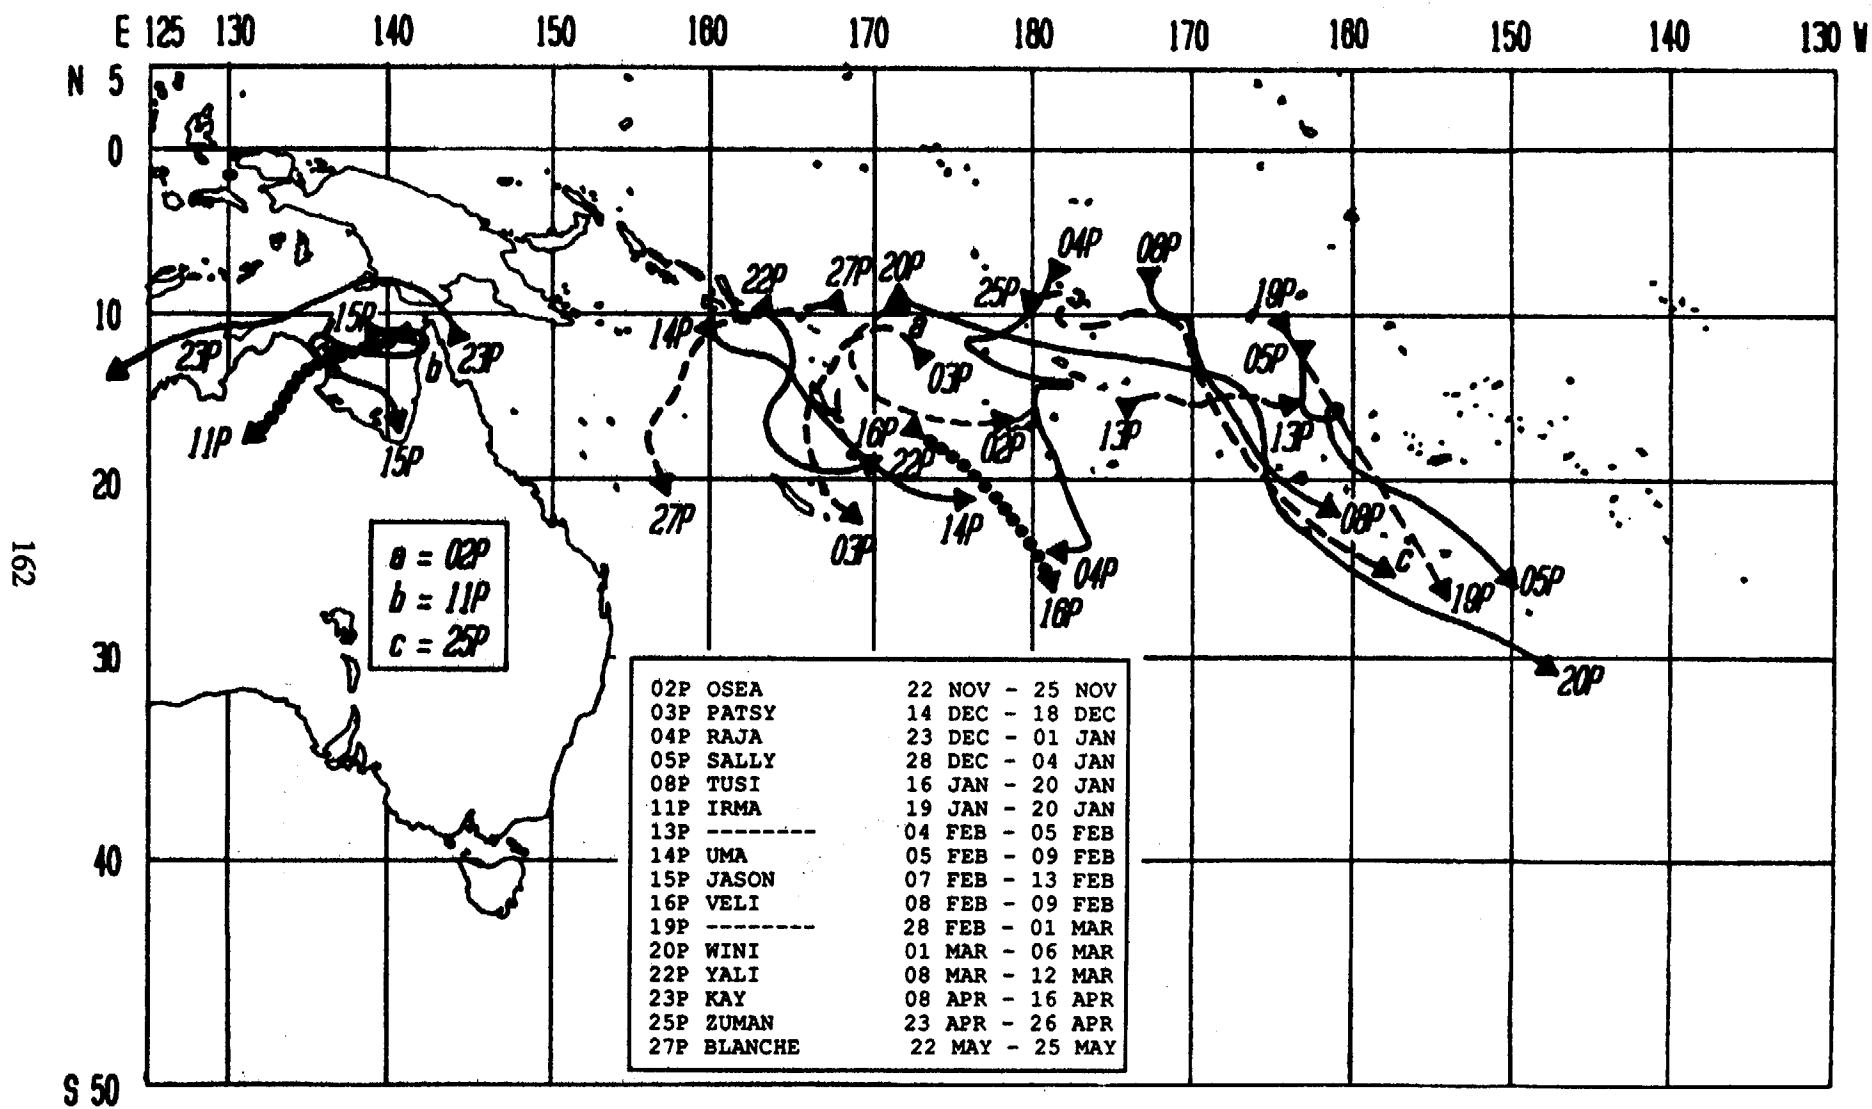 E 125 130 140 150 160 170 180 170 160 150 140 130 W
N 5
0
10
20
30
40
S 50
04P
08P
22P
27P
20P
25P
19P
15P
14P
a
23P
23P
b
03P
05P
11P
15P
16P
22P
02P
13P
13P
27P
14P
03P
08P
c
04P
16P
19P
05P
20P
a = 02P
b = 11P
c = 25P
02P OSEA 22 NOV - 25 NOV
03P PATSY 14 DEC - 18 DEC
04P RAJA 23 DEC - 01 JAN
05P SALLY 28 DEC - 04 JAN
08P TUSI 16 JAN - 20 JAN
11P IRMA 19 JAN - 20 JAN
13P -------- 04 FEB - 05 FEB
14P UMA 05 FEB - 09 FEB
15P JASON 07 FEB - 13 FEB
16P VELI 08 FEB - 09 FEB
19P -------- 28 FEB - 01 MAR
20P WINI 01 MAR - 06 MAR
22P YALI 08 MAR - 12 MAR
23P KAY 08 APR - 16 APR
25P ZUMAN 23 APR - 26 APR
27P BLANCHE 22 MAY - 25 MAY
162